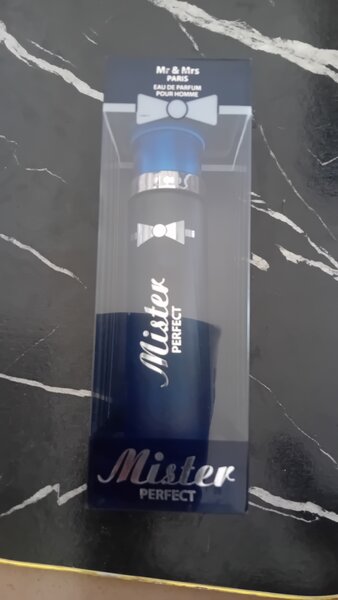 Mr & Mrs
PARIS
EAU DE PARFUM
POUR HOMME
Mister
PERFECT
Mister
PERFECT